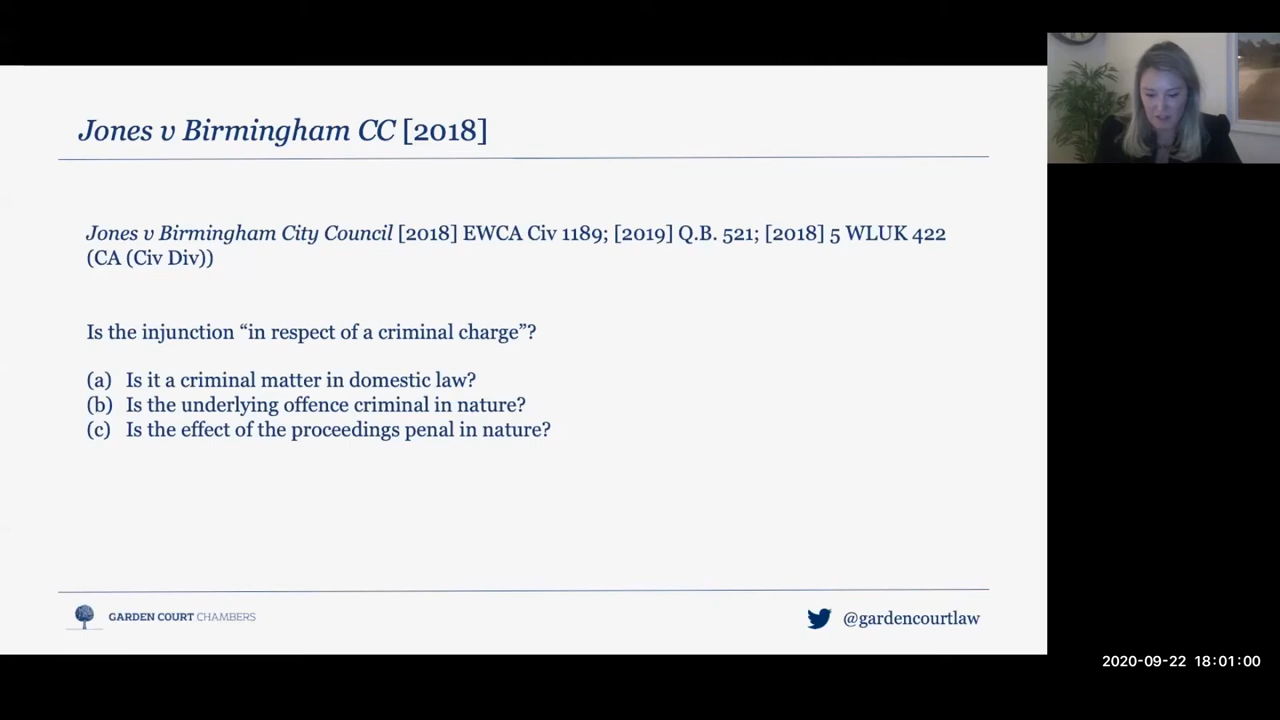 Jones v Birmingham CC [2018]
Jones v Birmingham City Council [2018] EWCA Civ 1189; [2019] Q.B. 521; [2018] 5 WLUK 422
(CA (Civ Div))
Is the injunction “in respect of a criminal charge”?
(a) Is it a criminal matter in domestic law?
(b) Is the underlying offence criminal in nature?
(c) Is the effect of the proceedings penal in nature?
GARDEN COURT CHAMBERS
@gardencourtlaw
2020-09-22 18:01:00